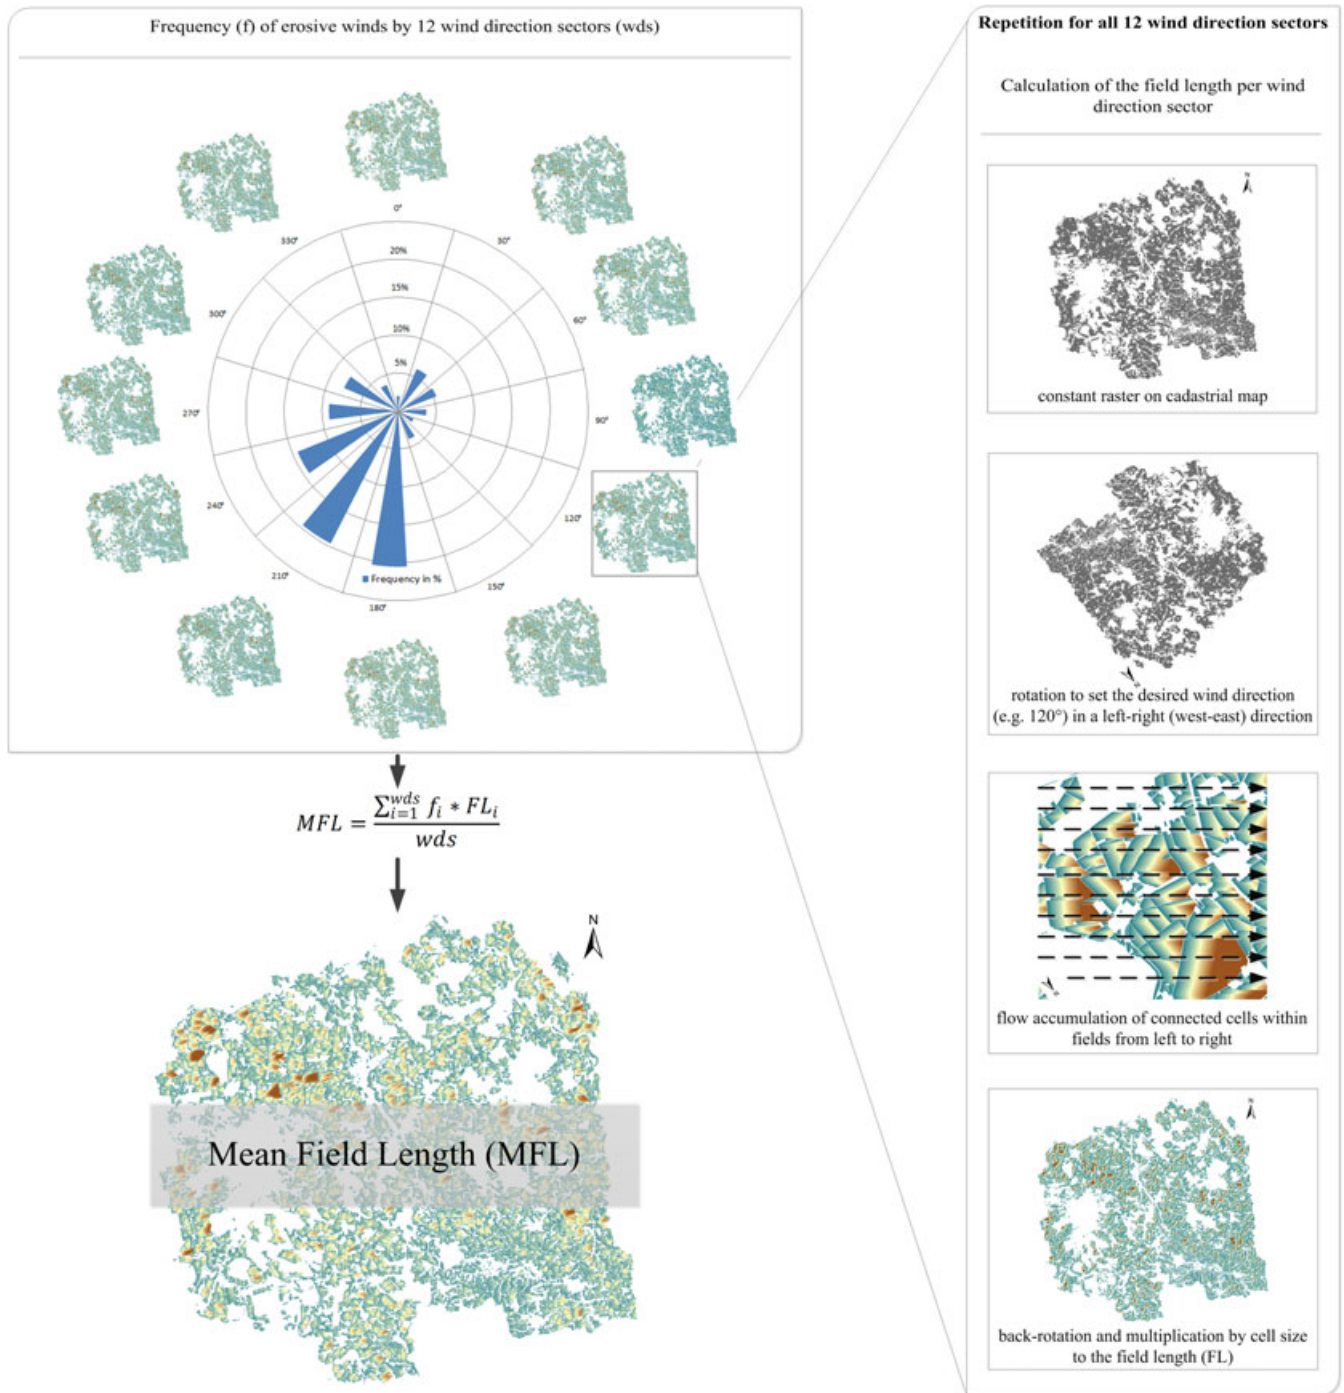 Frequency (f) of erosive winds by 12 wind direction sectors (wds)
0°
30°
60°
90°
120°
150°
180°
210°
240°
270°
300°
330°
20%
15%
10%
5%
Frequency in %
MFL = ∑_{i=1}^{wds} f_i * FL_i / wds
N
Mean Field Length (MFL)
Repetition for all 12 wind direction sectors
Calculation of the field length per wind
direction sector
N
constant raster on cadastrial map
rotation to set the desired wind direction
(e.g. 120°) in a left-right (west-east) direction
flow accumulation of connected cells within
fields from left to right
N
back-rotation and multiplication by cell size
to the field length (FL)